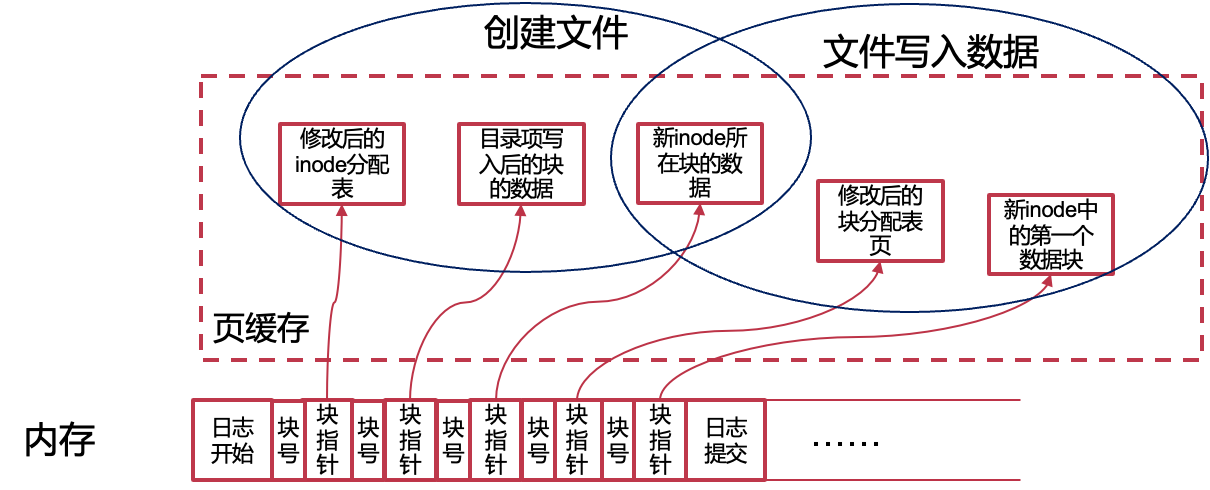 创建文件
文件写入数据
修改后的
inode分配
表
目录项写
入后的块
的数据
新inode所
在块的数
据
修改后的
块分配表
页
新inode中
的第一个
数据块
页缓存
内存
日志
开始
块
号
块
指
针
块
号
块
指
针
块
号
块
指
针
块
号
块
指
针
块
号
块
指
针
日志
提交
……